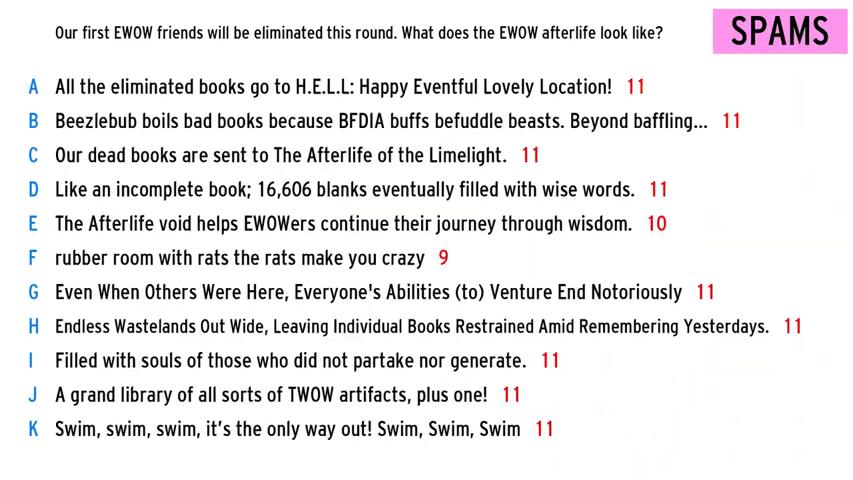 Our first EWOW friends will be eliminated this round. What does the EWOW afterlife look like?
SPAMS
A All the eliminated books go to H.E.L.L: Happy Eventful Lovely Location! 11
B Beezlebub boils bad books because BFDIA buffs befuddle beasts. Beyond baffling... 11
C Our dead books are sent to The Afterlife of the Limelight. 11
D Like an incomplete book; 16,606 blanks eventually filled with wise words. 11
E The Afterlife void helps EWOWers continue their journey through wisdom. 10
F rubber room with rats the rats make you crazy 9
G Even When Others Were Here, Everyone's Abilities (to) Venture End Notoriously 11
H Endless Wastelands Out Wide, Leaving Individual Books Restrained Amid Remembering Yesterdays. 11
I Filled with souls of those who did not partake nor generate. 11
J A grand library of all sorts of TWOW artifacts, plus one! 11
K Swim, swim, swim, it's the only way out! Swim, Swim, Swim 11